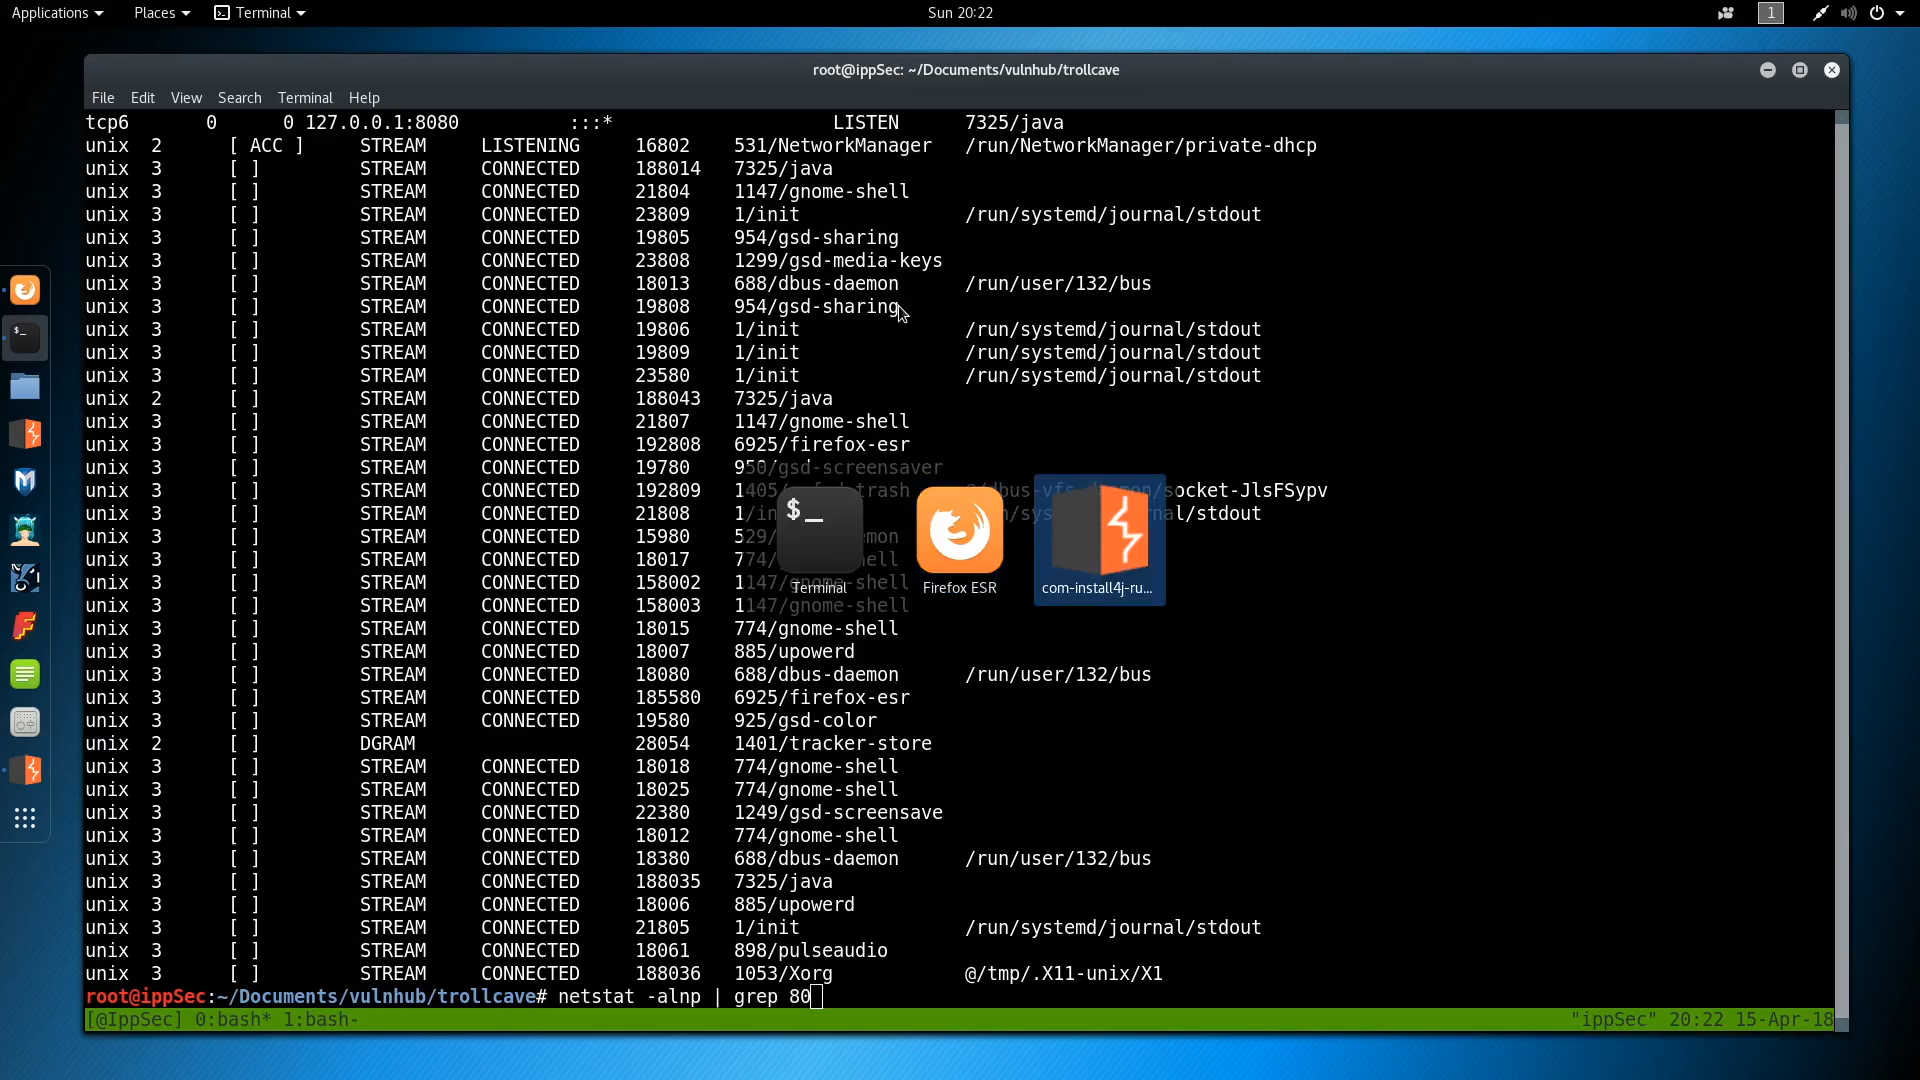 Applications Places Terminal Sun 20:22 1
root@ippSec: ~/Documents/vulnhub/trollcave
File Edit View Search Terminal Help
tcp6 0 0 127.0.0.1:8080 :::* LISTEN 7325/java
unix 2 [ ACC ] STREAM LISTENING 16802 531/NetworkManager /run/NetworkManager/private-dhcp
unix 3 [ ] STREAM CONNECTED 188014 7325/java
unix 3 [ ] STREAM CONNECTED 21804 1147/gnome-shell
unix 3 [ ] STREAM CONNECTED 23809 1/init /run/systemd/journal/stdout
unix 3 [ ] STREAM CONNECTED 19805 954/gsd-sharing
unix 3 [ ] STREAM CONNECTED 23808 1299/gsd-media-keys
unix 3 [ ] STREAM CONNECTED 18013 688/dbus-daemon /run/user/132/bus
unix 3 [ ] STREAM CONNECTED 19808 954/gsd-sharing
unix 3 [ ] STREAM CONNECTED 19806 1/init /run/systemd/journal/stdout
unix 3 [ ] STREAM CONNECTED 19809 1/init /run/systemd/journal/stdout
unix 3 [ ] STREAM CONNECTED 23580 1/init /run/systemd/journal/stdout
unix 2 [ ] STREAM CONNECTED 188043 7325/java
unix 3 [ ] STREAM CONNECTED 21807 1147/gnome-shell
unix 3 [ ] STREAM CONNECTED 192808 6925/firefox-esr
unix 3 [ ] STREAM CONNECTED 19780 950/gsd-screensaver
unix 3 [ ] STREAM CONNECTED 192809
unix 3 [ ] STREAM CONNECTED 21808
unix 3 [ ] STREAM CONNECTED 15980
unix 3 [ ] STREAM CONNECTED 18017
unix 3 [ ] STREAM CONNECTED 158002 1147/gnome-shell
unix 3 [ ] STREAM CONNECTED 158003 1147/gnome-shell
unix 3 [ ] STREAM CONNECTED 18015 774/gnome-shell
unix 3 [ ] STREAM CONNECTED 18007 885/upowerd
unix 3 [ ] STREAM CONNECTED 18080 688/dbus-daemon /run/user/132/bus
unix 3 [ ] STREAM CONNECTED 185580 6925/firefox-esr
unix 3 [ ] STREAM CONNECTED 19580 925/gsd-color
unix 2 [ ] DGRAM 28054 1401/tracker-store
unix 3 [ ] STREAM CONNECTED 18018 774/gnome-shell
unix 3 [ ] STREAM CONNECTED 18025 774/gnome-shell
unix 3 [ ] STREAM CONNECTED 22380 1249/gsd-screensave
unix 3 [ ] STREAM CONNECTED 18012 774/gnome-shell
unix 3 [ ] STREAM CONNECTED 18380 688/dbus-daemon /run/user/132/bus
unix 3 [ ] STREAM CONNECTED 188035 7325/java
unix 3 [ ] STREAM CONNECTED 18006 885/upowerd
unix 3 [ ] STREAM CONNECTED 21805 1/init /run/systemd/journal/stdout
unix 3 [ ] STREAM CONNECTED 18061 898/pulseaudio
unix 3 [ ] STREAM CONNECTED 188036 1053/Xorg @/tmp/.X11-unix/X1
root@ippSec:~/Documents/vulnhub/trollcave# netstat -alnp | grep 80
[@IppSec] 0:bash* 1:bash- "ippSec" 20:22 15-Apr-18
$_
Terminal
Firefox ESR
com-install4j-ru...